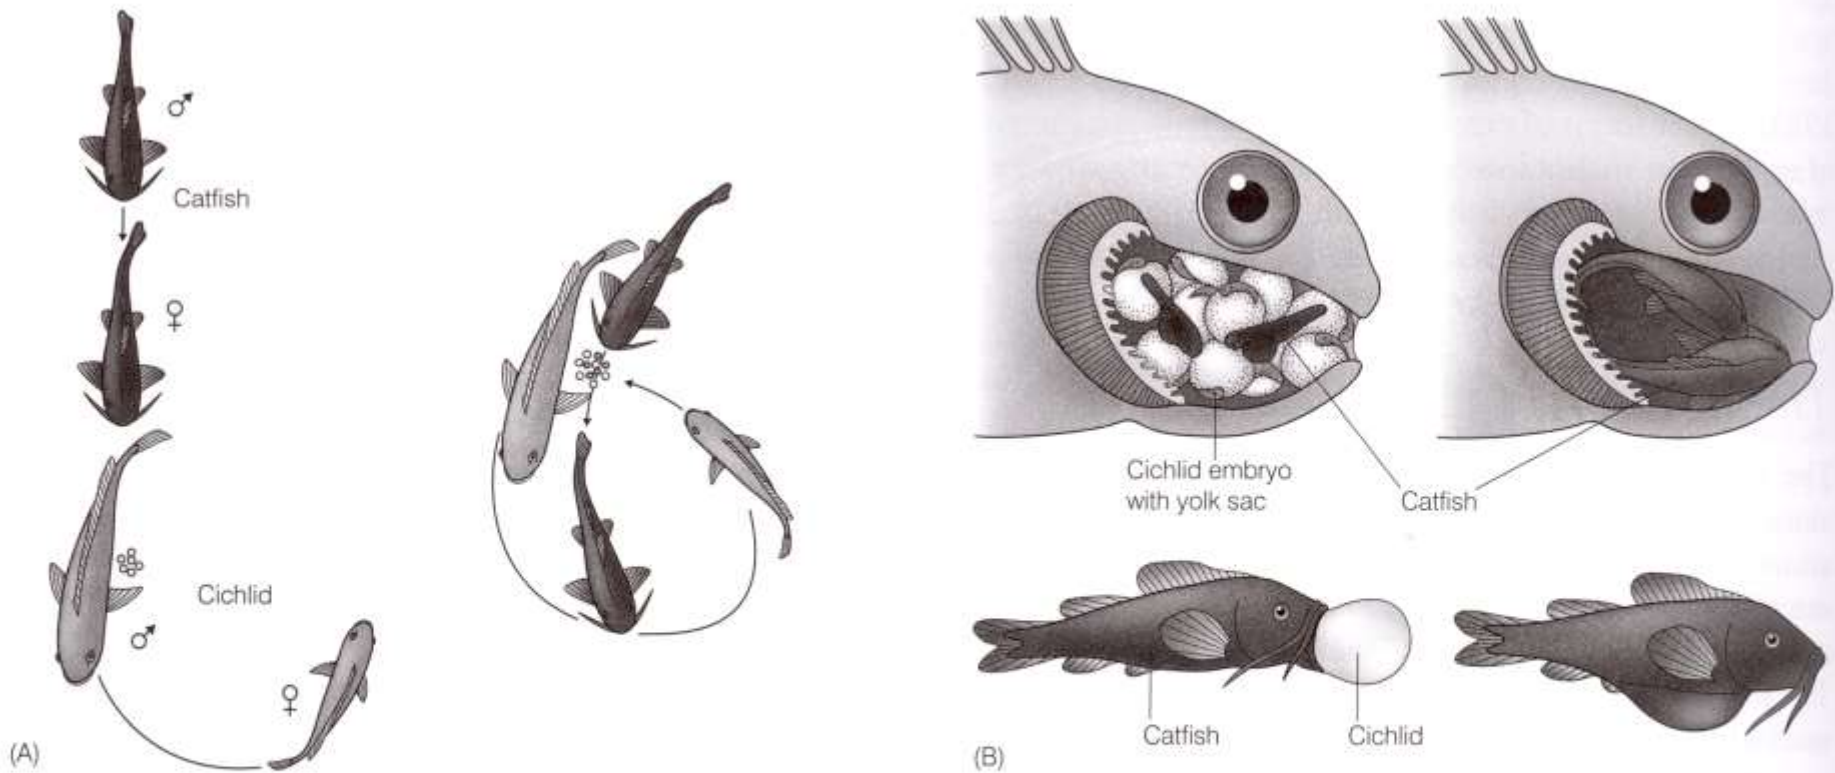 ♂
Catfish
♀
Cichlid
♂
♀
(A)
Cichlid embryo
with yolk sac
Catfish
Catfish
Cichlid
(B)